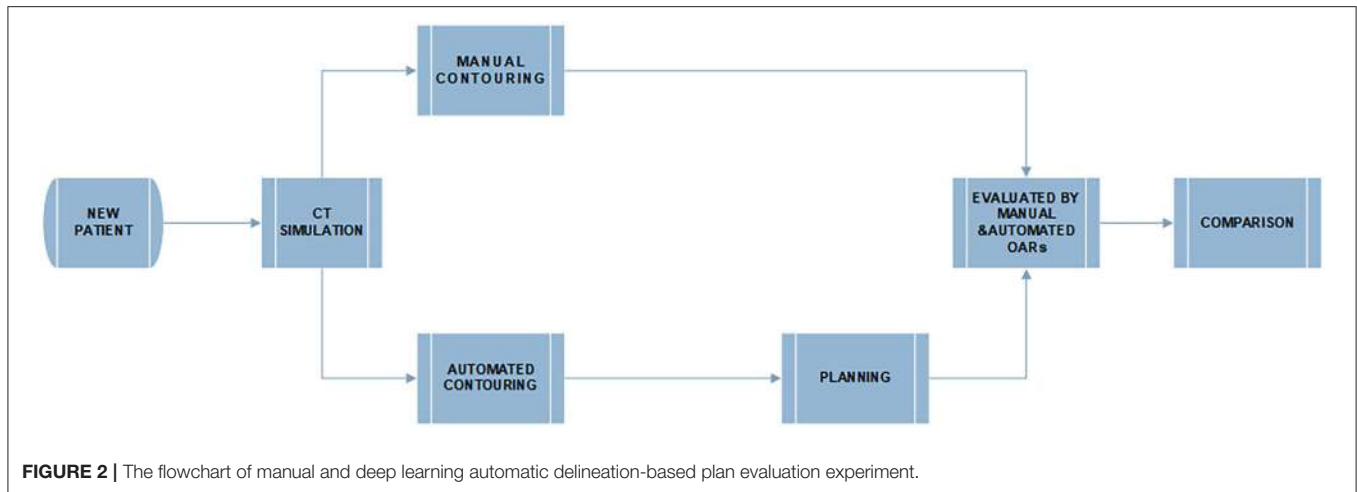 MANUAL
CONTOURING
NEW
PATIENT
CT
SIMULATION
EVALUATED BY
MANUAL
&AUTOMATED
OARs
COMPARISON
AUTOMATED
CONTOURING
PLANNING
FIGURE 2 | The flowchart of manual and deep learning automatic delineation-based plan evaluation experiment.